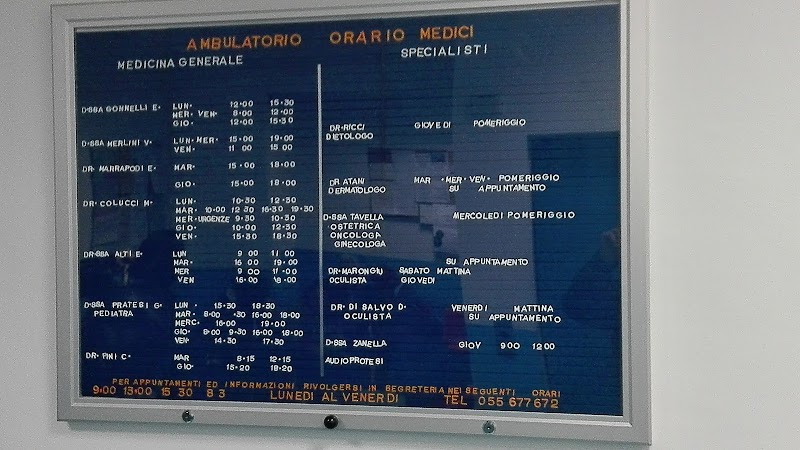 AMBULATORIO ORARIO MEDICI
MEDICINA GENERALE
D·SSA GONNELLI E· LUN· 12·00 15·30
MER· VEN· 8·00 12·00
GIO· 12·00 15·30
D·SSA MERLINI V· LUN·MER· 15·00 19·00
VEN· 11 00 15 00
DR· MARRAPODI E· MAR· 15·00 18·00
GIO· 15·00 18·00
DR· COLUCCI M· LUN· 10·30 12·30
MAR· 10·00 12 30 16·30 19·30
MER·URGENZE 9·30 10·30
GIO· 10·00 12·30
VEN· 15·30 18·30
DR·SSA ALTI E· LUN 9 00 11 00
MAR· 16 00 19·00
MER 9 00 11·00
VEN 16·00 18·00
D·SSA PRATESI G· LUN· 15·30 18·30
PEDIATRA MAR· 8·00 ·30 16·00 18·00
MERC· 16·00 19·00
GIO· 8·00 9·30 16·00 18·00
VEN· 14·30 17·30
DR· PINI C· MAR 8·15 12·15
GIO· 15·20 18·20
SPECIALISTI
DR·RICCI GIOVEDI POMERIGGIO
DIETOLOGO
DR ATANI MAR ·MER·VEN· POMERIGGIO
DERMATOLOGO SU APPUNTAMENTO
D·SSA TAVELLA MERCOLEDI POMERIGGIO
OSTETRICA
ONCOLOGA
GNECOLOGA
SU APPUNTAMENTO
DR·MARONGIU SABATO MATTINA
OCULISTA GIOVEDI
DR· DI SALVO D· VENERDI MATTINA
OCULISTA SU APPUNTAMENTO
D·SSA ZANELLA GIOV 9 00 12 00
AUDIOPROTESI
PER APPUNTAMENTI ED INFORMAZIONI RIVOLGERSI IN SEGRETERIA NEI SEGUENTI ORARI
9·00 13·00 15 30 8 3 LUNEDI AL VENERDI TEL 055 677672